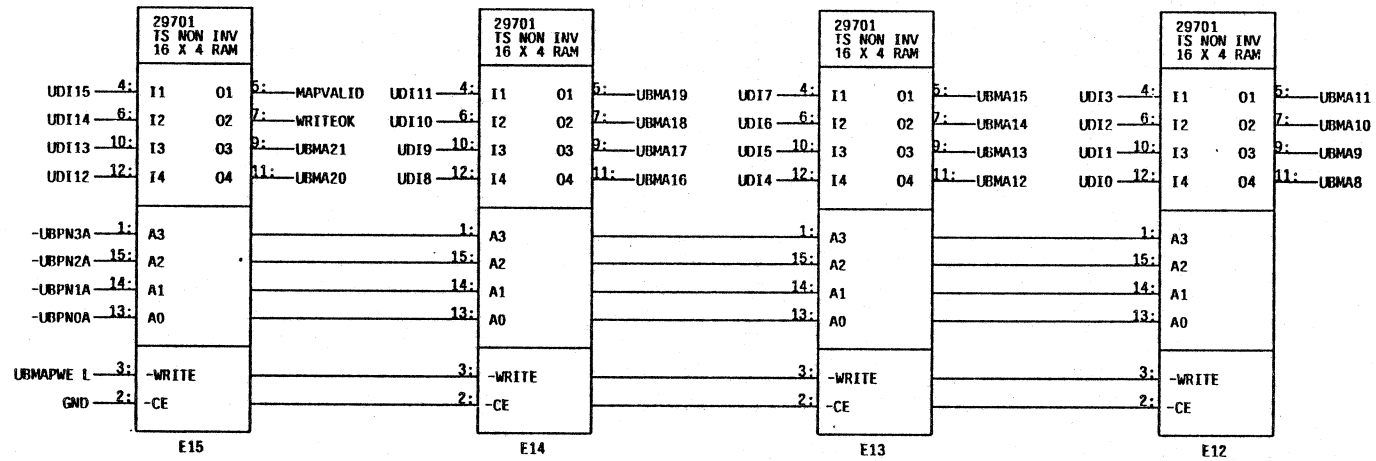 29701 29701 29701 29701
TS NON INV TS NON INV TS NON INV TS NON INV
16 X 4 RAM 16 X 4 RAM 16 X 4 RAM 16 X 4 RAM
UDI15 4: I1 O1 5: MAPVALID UDI11 4: I1 O1 5: UBMA19 UDI7 4: I1 O1 5: UBMA15 UDI3 4: I1 O1 5: UBMA11
UDI14 6: I2 O2 7: WRITEOK UDI10 6: I2 O2 7: UBMA18 UDI6 6: I2 O2 7: UBMA14 UDI2 6: I2 O2 7: UBMA10
UDI13 10: I3 O3 9: UBMA21 UDI9 10: I3 O3 9: UBMA17 UDI5 10: I3 O3 9: UBMA13 UDI1 10: I3 O3 9: UBMA9
UDI12 12: I4 O4 11: UBMA20 UDI8 12: I4 O4 11: UBMA16 UDI4 12: I4 O4 11: UBMA12 UDI0 12: I4 O4 11: UBMA8
-UBPN3A 1: A3 1: A3 1: A3 1: A3
-UBPN2A 15: A2 15: A2 15: A2 15: A2
-UBPN1A 14: A1 14: A1 14: A1 14: A1
-UBPN0A 13: A0 13: A0 13: A0 13: A0
UBMAPWE L 3: -WRITE 3: -WRITE 3: -WRITE 3: -WRITE
GND 2: -CE 2: -CE 2: -CE 2: -CE
E15 E14 E13 E12